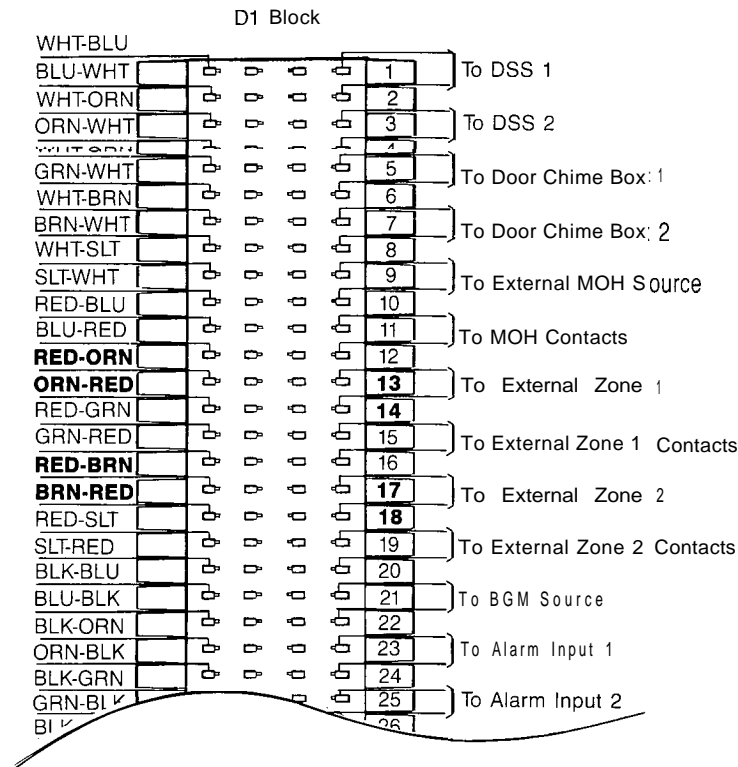 D1 Block
WHT-BLU
BLU-WHT 1 To DSS 1
WHT-ORN 2
ORN-WHT 3 To DSS 2
4
GRN-WHT 5 To Door Chime Box 1
WHT-BRN 6
BRN-WHT 7 To Door Chime Box 2
WHT-SLT 8
SLT-WHT 9 To External MOH Source
RED-BLU 10
BLU-RED 11 To MOH Contacts
RED-ORN 12
ORN-RED 13 To External Zone 1
RED-GRN 14
GRN-RED 15 To External Zone 1 Contacts
RED-BRN 16
BRN-RED 17 To External Zone 2
RED-SLT 18
SLT-RED 19 To External Zone 2 Contacts
BLK-BLU 20
BLU-BLK 21 To BGM Source
BLK-ORN 22
ORN-BLK 23 To Alarm Input 1
BLK-GRN 24
GRN-BLK 25 To Alarm Input 2
26